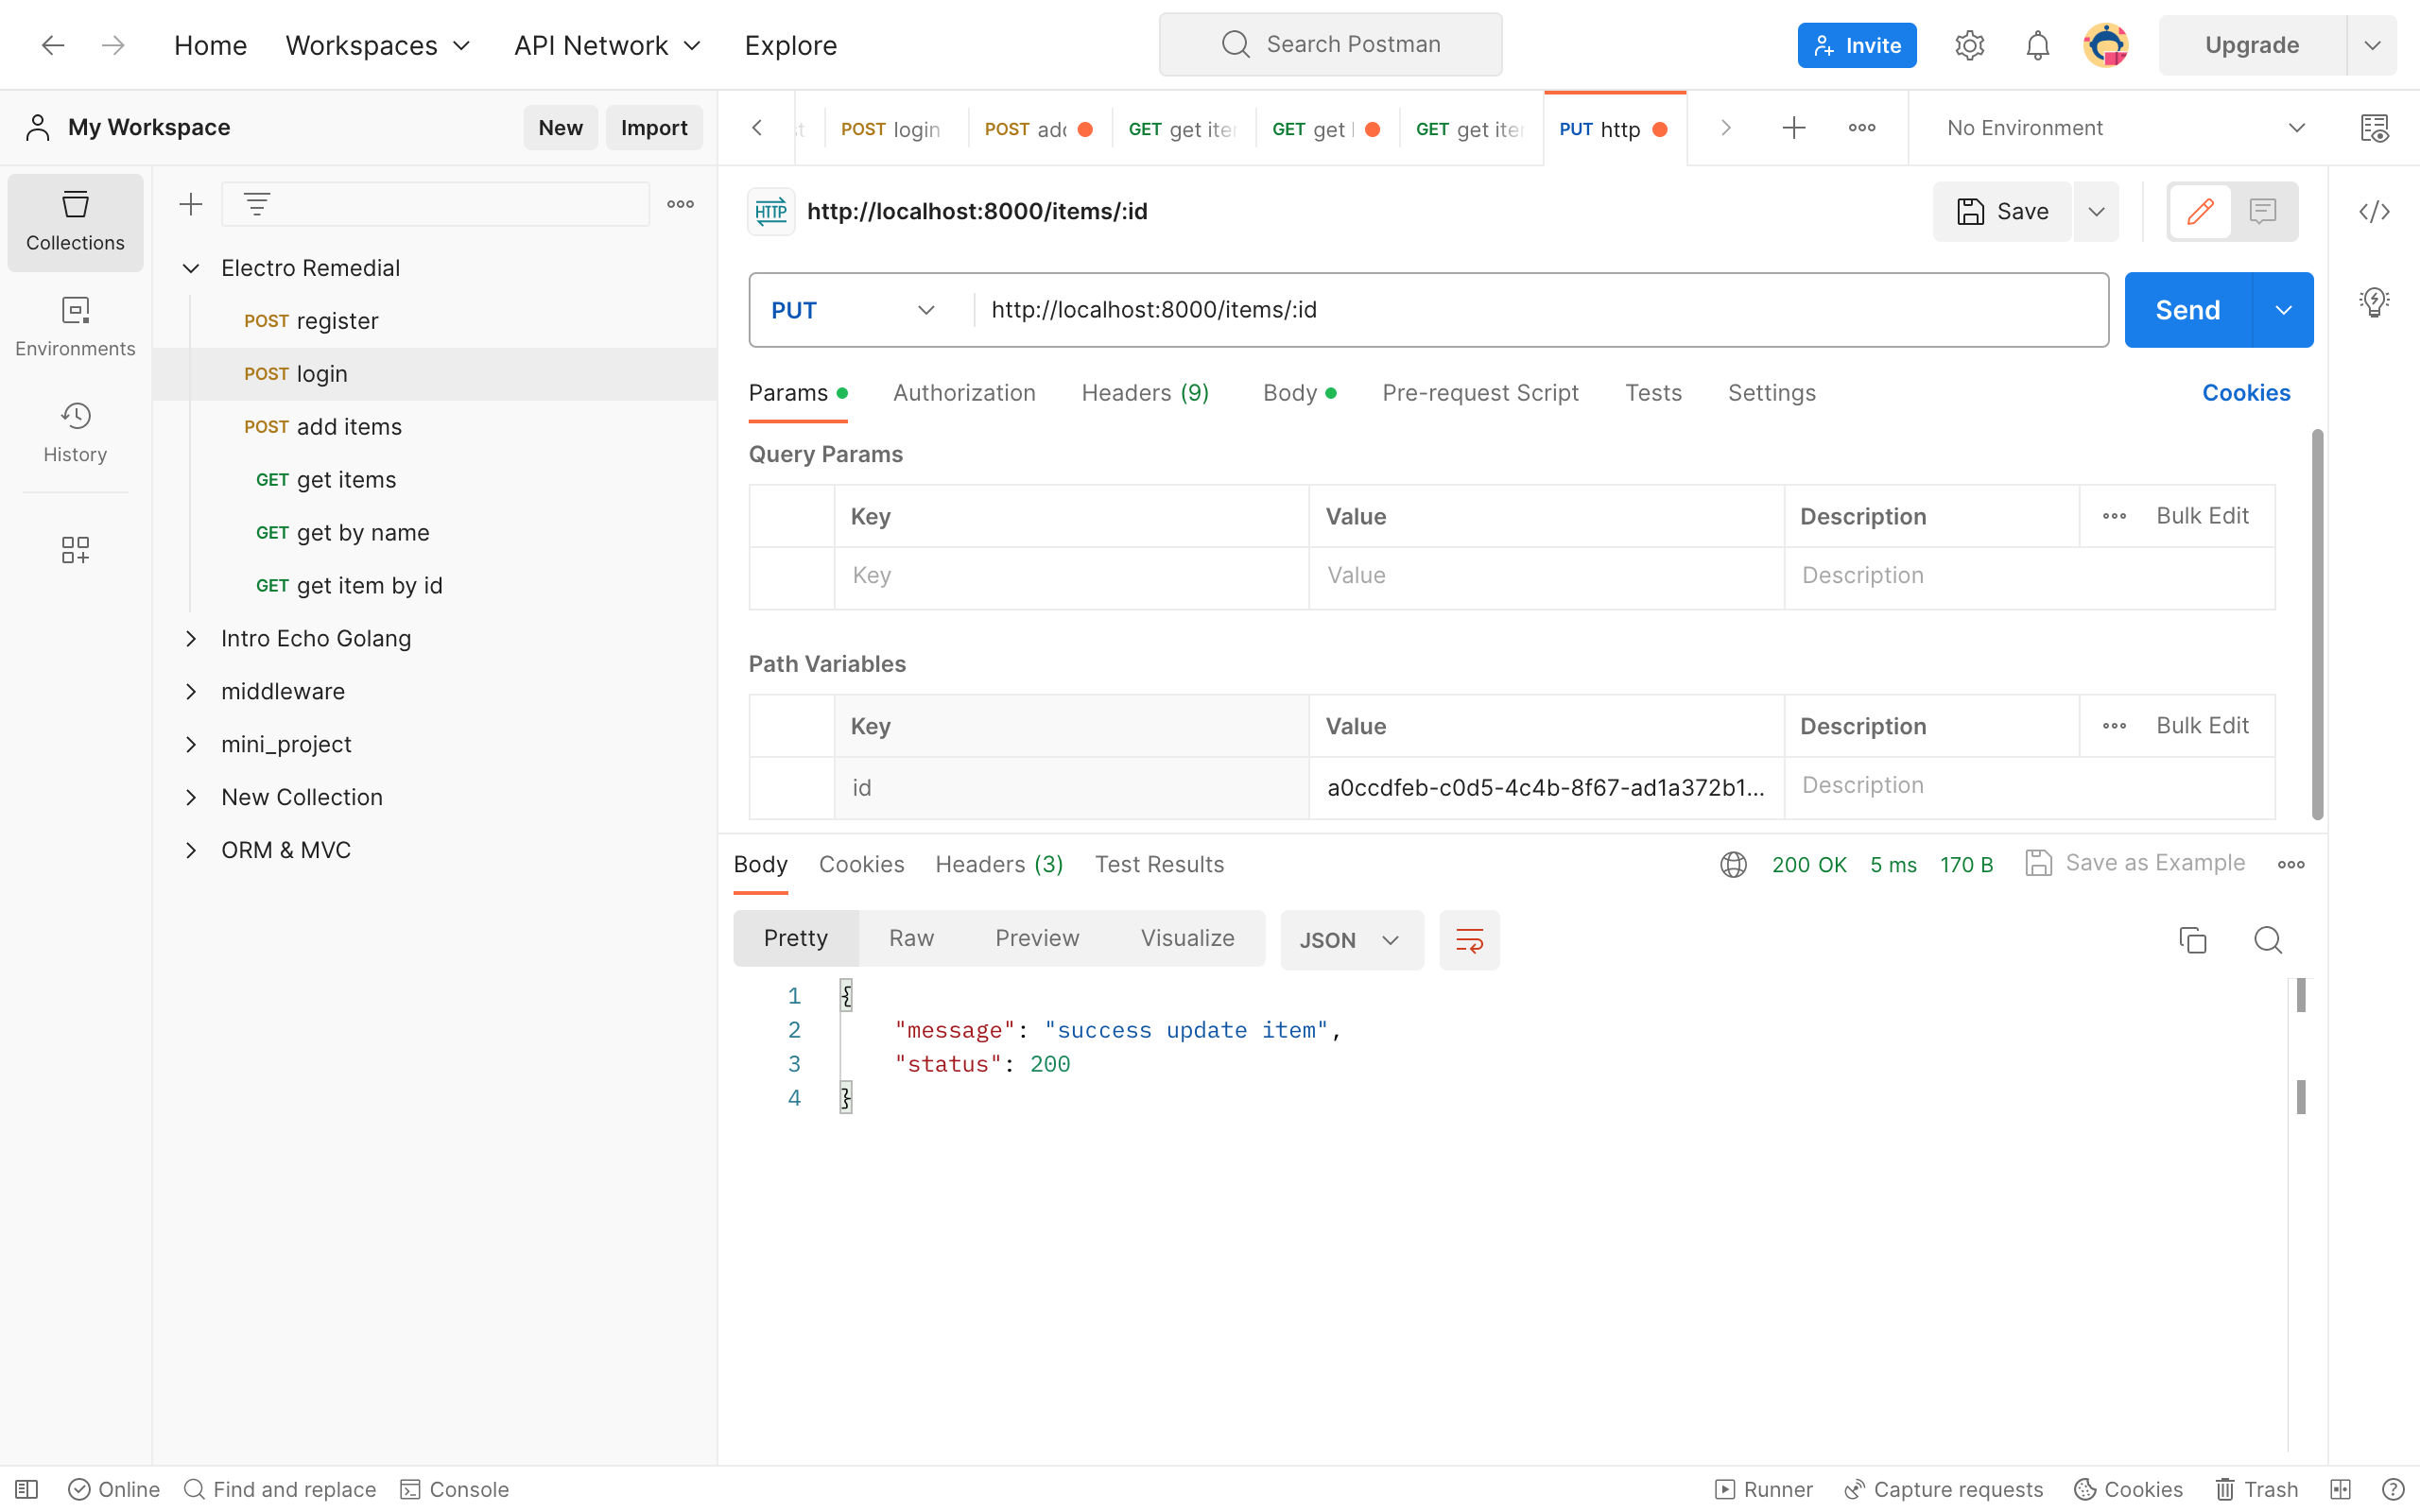 Home Workspaces API Network Explore Search Postman Invite Upgrade
My Workspace New Import
POST login POST GET GET get GET PUT http No Environment
Collections
Environments
History
Electro Remedial
POST register
POST login
POST add items
GET get items
GET get by name
GET get item by id
Intro Echo Golang
middleware
mini_project
New Collection
ORM & MVC
HTTP http://localhost:8000/items/:id Save
PUT http://localhost:8000/items/:id Send
Params Authorization Headers (9) Body Pre-request Script Tests Settings Cookies
Query Params
Key Value Description Bulk Edit
Key Value Description
Path Variables
Key Value Description Bulk Edit
id a0ccdfeb-c0d5-4c4b-8f67-ad1a372b1... Description
Body Cookies Headers (3) Test Results 200 OK 5 ms 170 B Save as Example
Pretty Raw Preview Visualize JSON
1 {
2 "message": "success update item",
3 "status": 200
4 }
Online Find and replace Console Runner Capture requests Cookies Trash